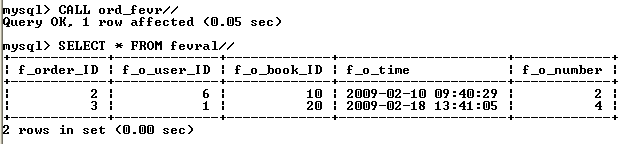 mysql> CALL ord_fevr//
Query OK, 1 row affected (0.05 sec)
mysql> SELECT * FROM fevral//
+------------+-------------+-------------+---------------------+------------+
| f_order_ID | f_o_user_ID | f_o_book_ID | f_o_time            | f_o_number |
+------------+-------------+-------------+---------------------+------------+
|          2 |           6 |          10 | 2009-02-10 09:40:29 |          2 |
|          3 |           1 |          20 | 2009-02-18 13:41:05 |          4 |
+------------+-------------+-------------+---------------------+------------+
2 rows in set (0.00 sec)